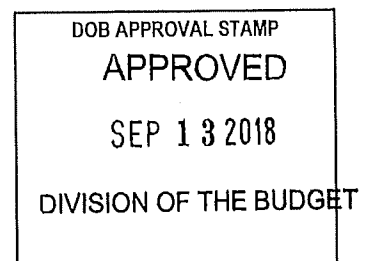 DOB APPROVAL STAMP
APPROVED
SEP 13 2018
DIVISION OF THE BUDGET